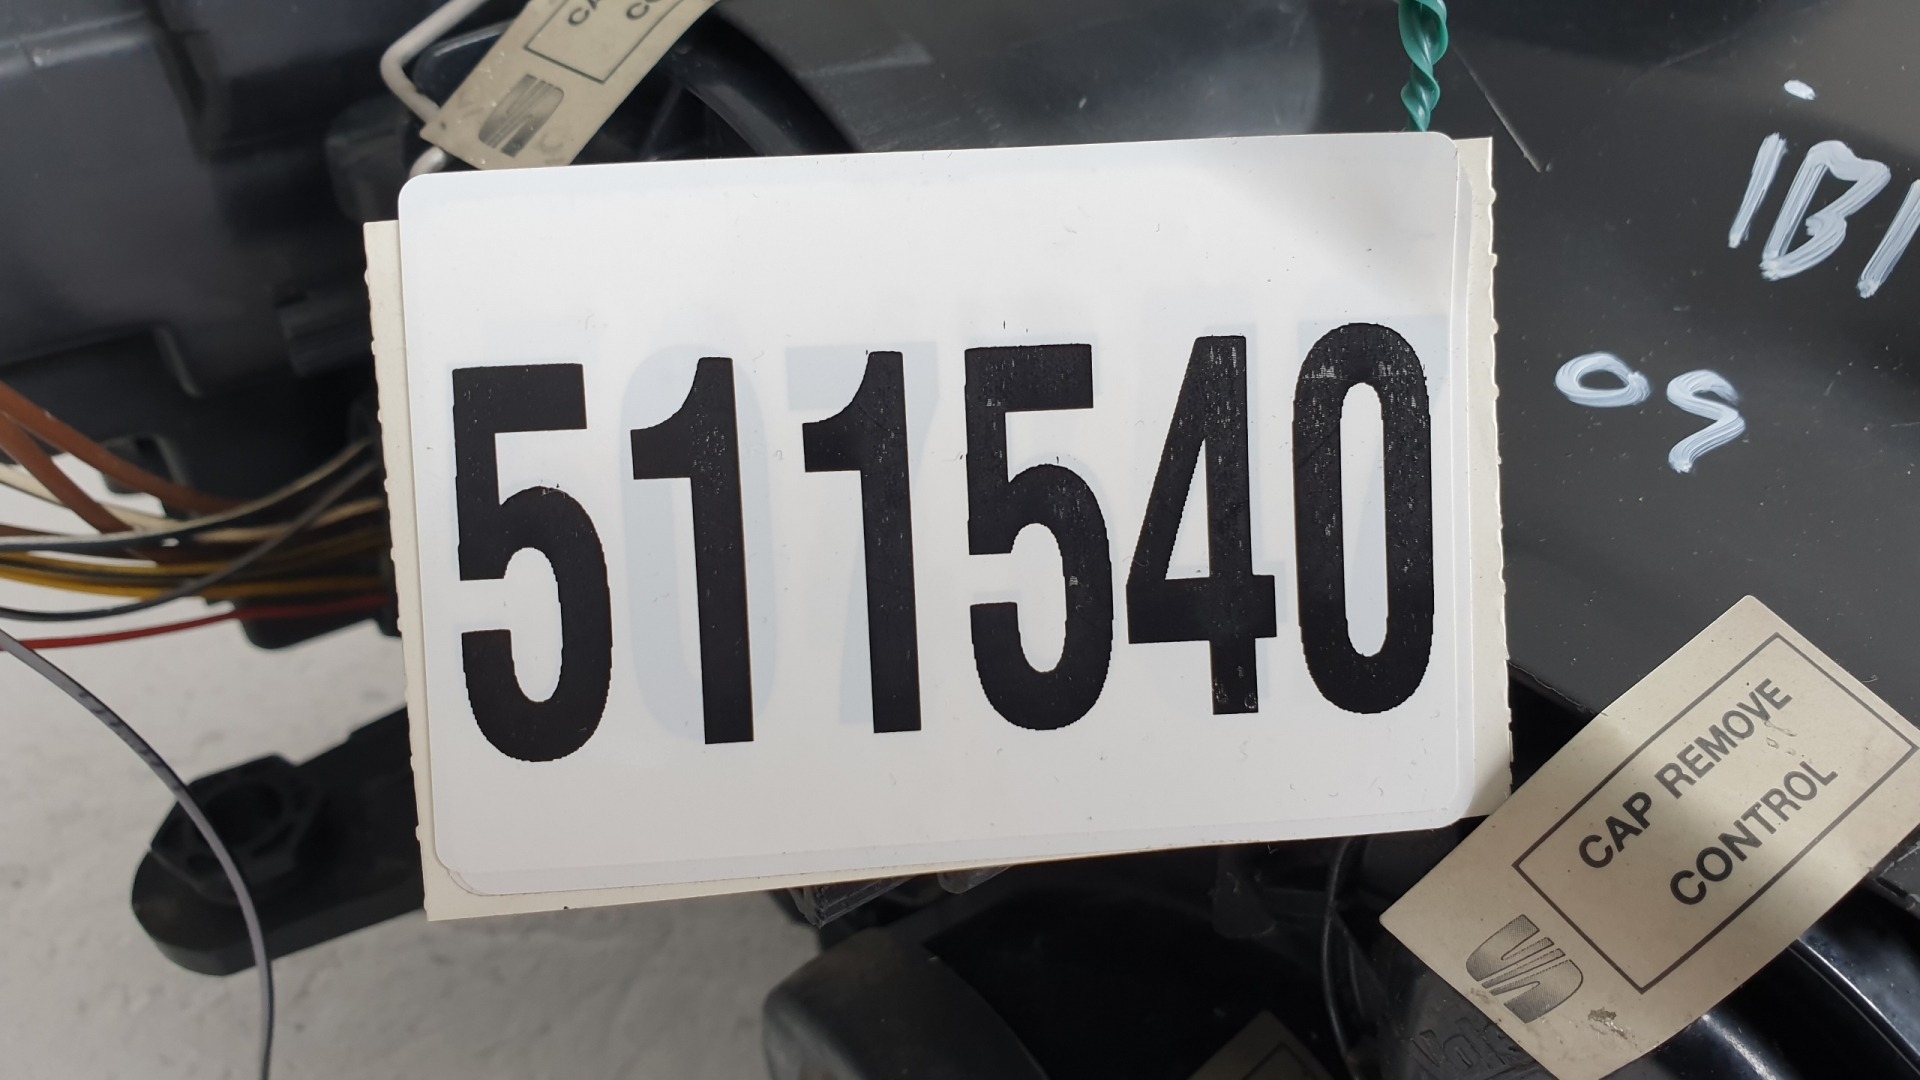 511540
IBI
05
CAP REMOVE
CONTROL